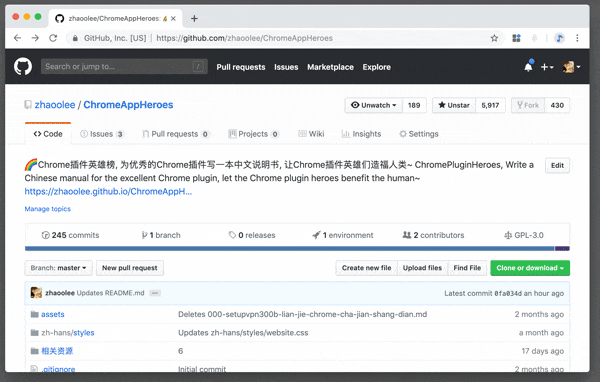 zhaoolee/ChromeAppHeroes:
GitHub, Inc. [US] | https://github.com/zhaoolee/ChromeAppHeroes
Search or jump to... / Pull requests Issues Marketplace Explore
zhaoolee / ChromeAppHeroes Unwatch 189 Unstar 5,917 Fork 430
Code Issues 3 Pull requests 0 Projects 0 Wiki Insights Settings
🌈Chrome插件英雄榜, 为优秀的Chrome插件写一本中文说明书, 让Chrome插件英雄们造福人类~ ChromePluginHeroes, Write a Edit
Chinese manual for the excellent Chrome plugin, let the Chrome plugin heroes benefit the human~
https://zhaoolee.github.io/ChromeAppH...
Manage topics
245 commits 1 branch 0 releases 1 environment 2 contributors GPL-3.0
Branch: master New pull request Create new file Upload files Find File Clone or download
zhaoolee Updates README.md ... Latest commit 0fa034d an hour ago
assets Deletes 000-setupvpn300b-lian-jie-chrome-cha-jian-shang-dian.md 2 months ago
zh-hans/styles Updates zh-hans/styles/website.css a month ago
相关资源 6 17 days ago
.gitignore Initial commit 2 months ago